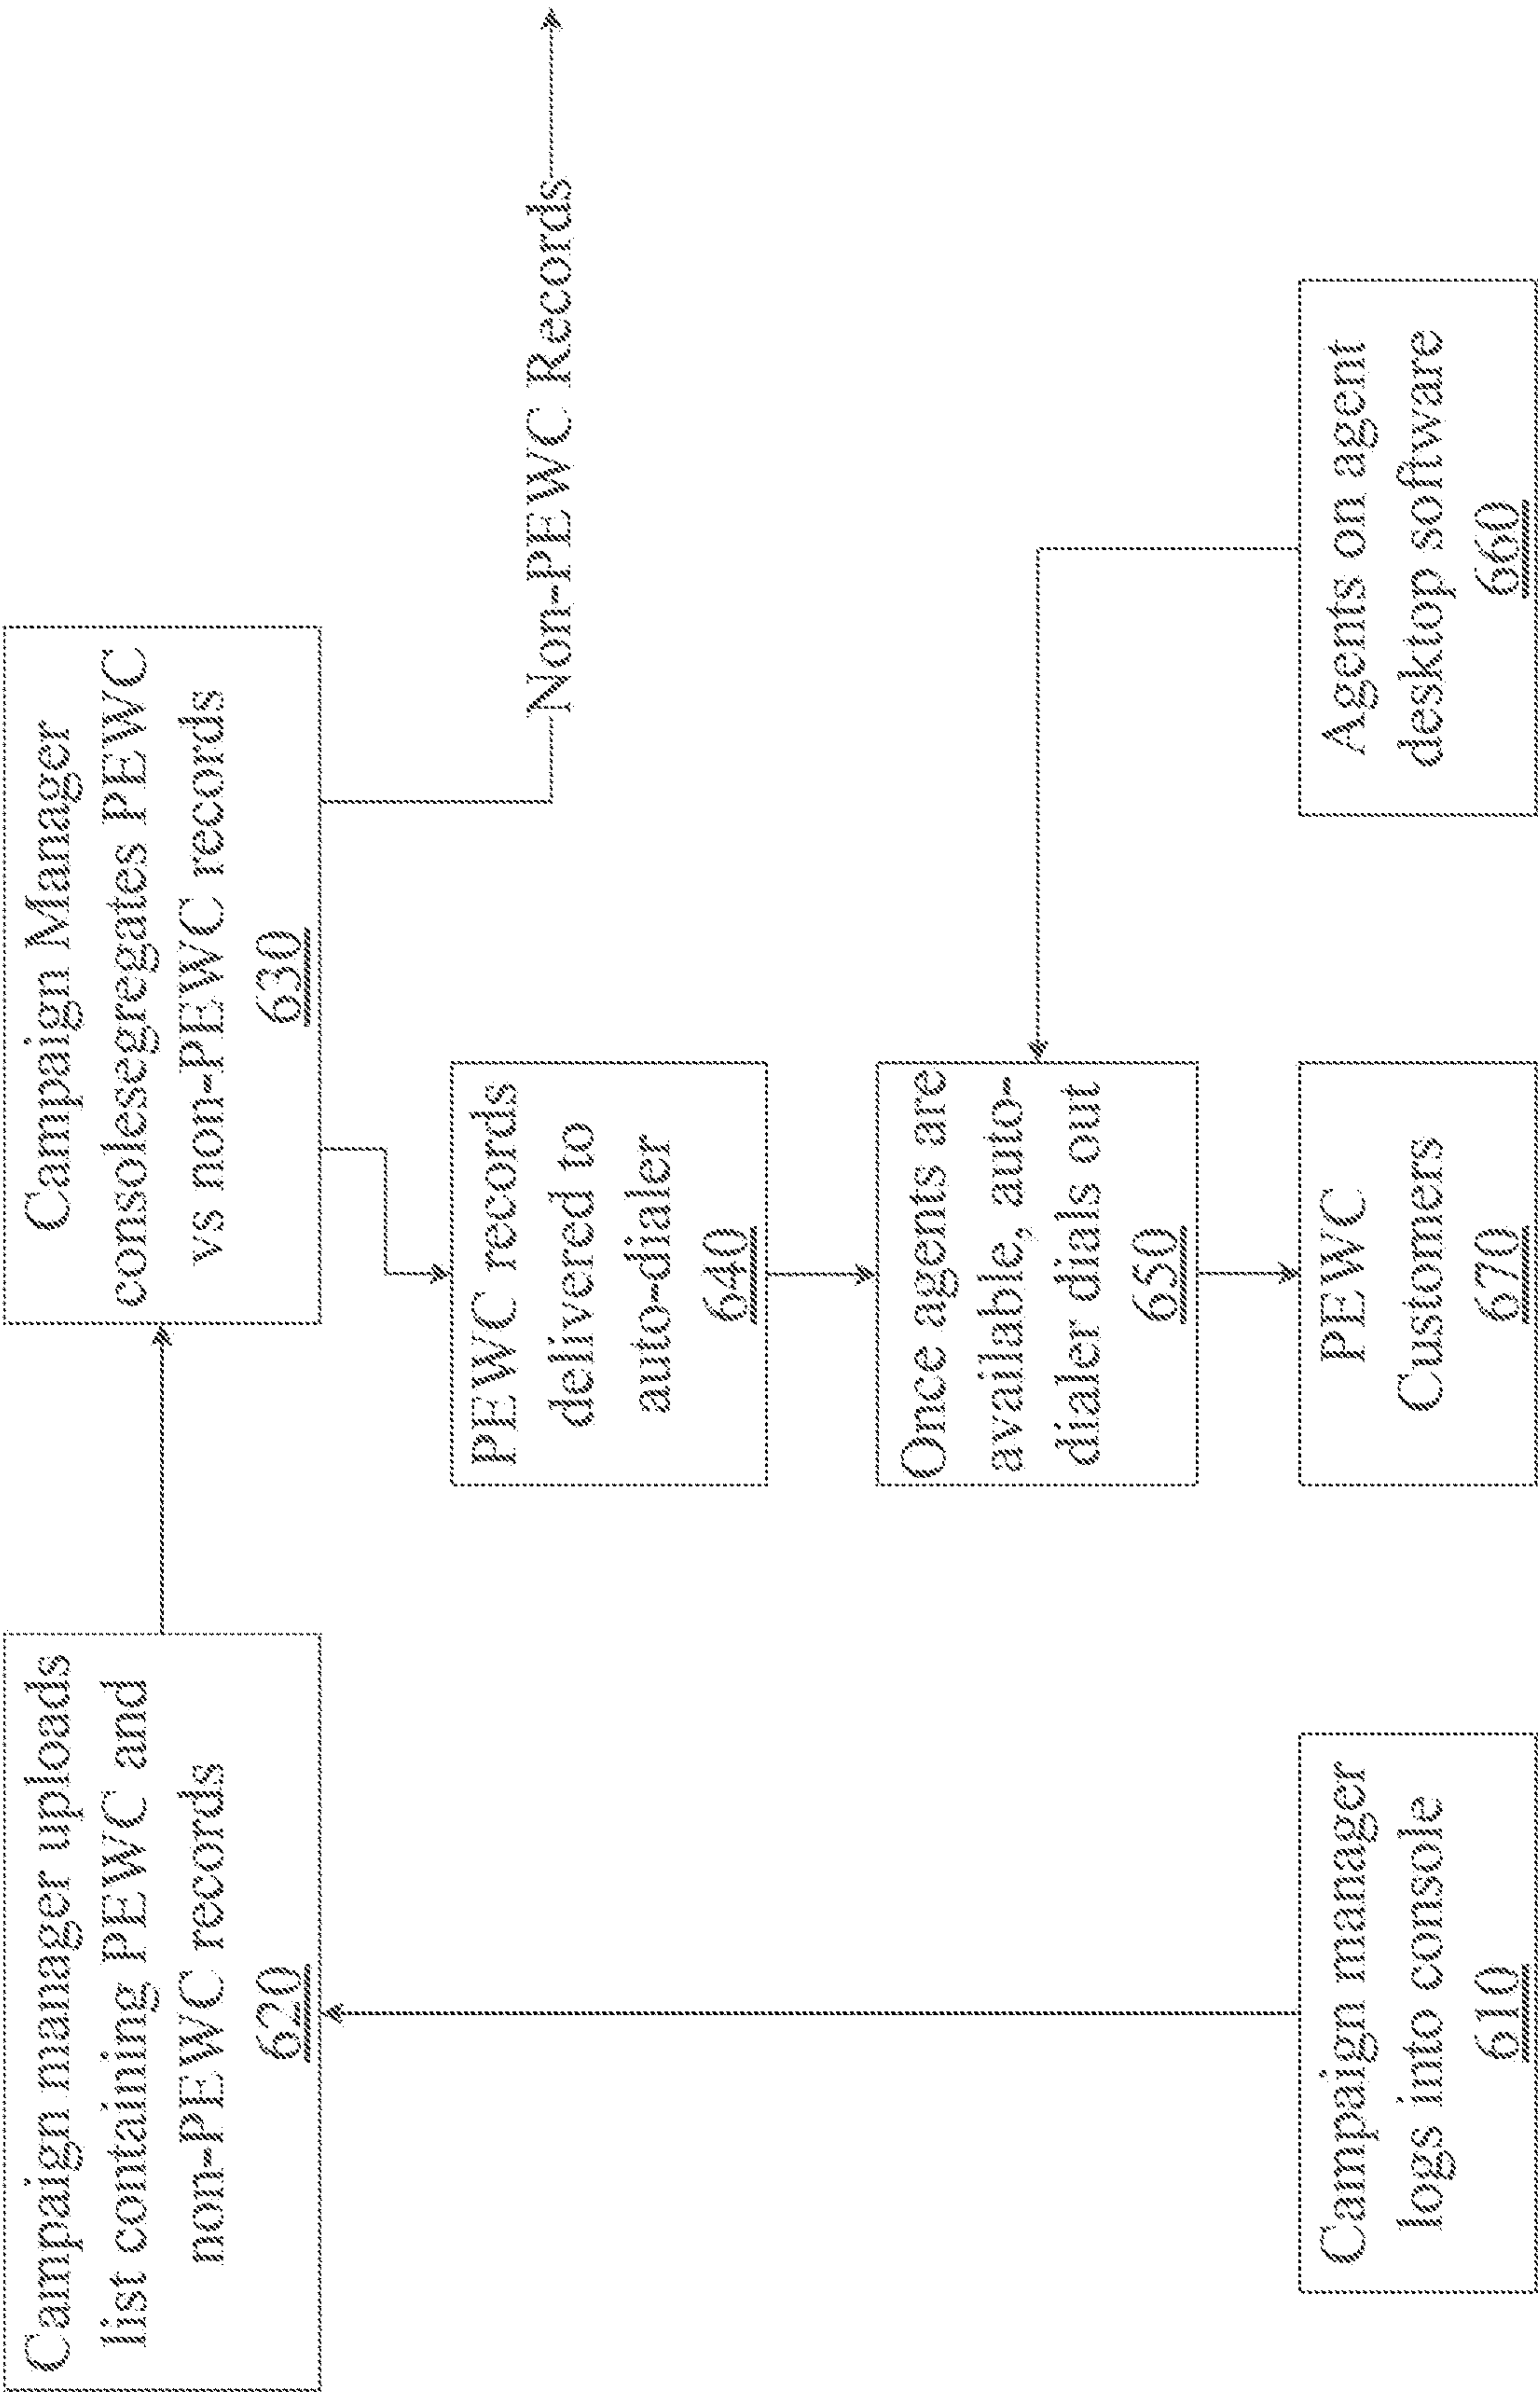 Campaign manager uploads
list containing PEWC and
non-PEWC records
620
Campaign Manager
consolesegregates PEWC
vs non-PEWC records
630
PEWC records
delivered to
auto-dialer
640
Non-PEWC Records
Once agents are
available, auto-
dialer dials out
650
Campaign manager
logs into console
610
PEWC
Customers
670
Agents on agent
desktop software
660